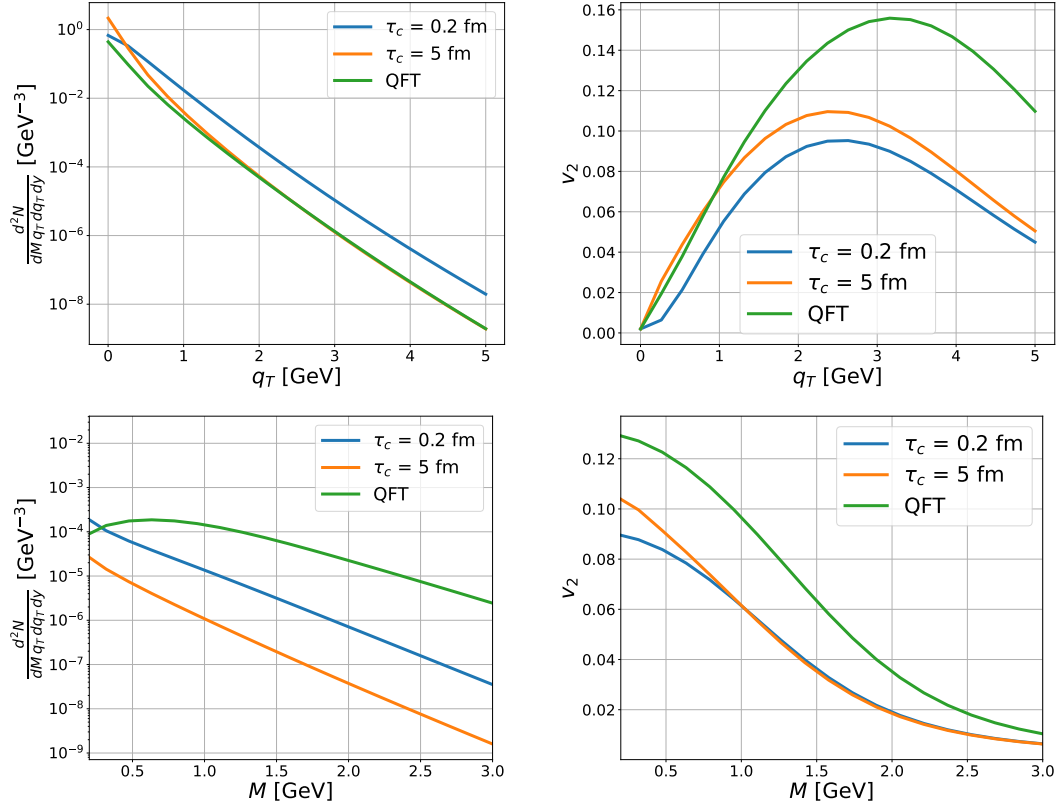 10⁰
10⁻²
10⁻⁴
10⁻⁶
10⁻⁸
d²N
dM q_T dq_T dy
[GeV⁻³]
τ_c = 0.2 fm
τ_c = 5 fm
QFT
0 1 2 3 4 5
q_T [GeV]
0.16
0.14
0.12
0.10
0.08
0.06
0.04
0.02
0.00
v₂
τ_c = 0.2 fm
τ_c = 5 fm
QFT
0 1 2 3 4 5
q_T [GeV]
10⁻²
10⁻³
10⁻⁴
10⁻⁵
10⁻⁶
10⁻⁷
10⁻⁸
10⁻⁹
d²N
dM q_T dq_T dy
[GeV⁻³]
τ_c = 0.2 fm
τ_c = 5 fm
QFT
0.5 1.0 1.5 2.0 2.5 3.0
M [GeV]
0.12
0.10
0.08
0.06
0.04
0.02
v₂
τ_c = 0.2 fm
τ_c = 5 fm
QFT
0.5 1.0 1.5 2.0 2.5 3.0
M [GeV]